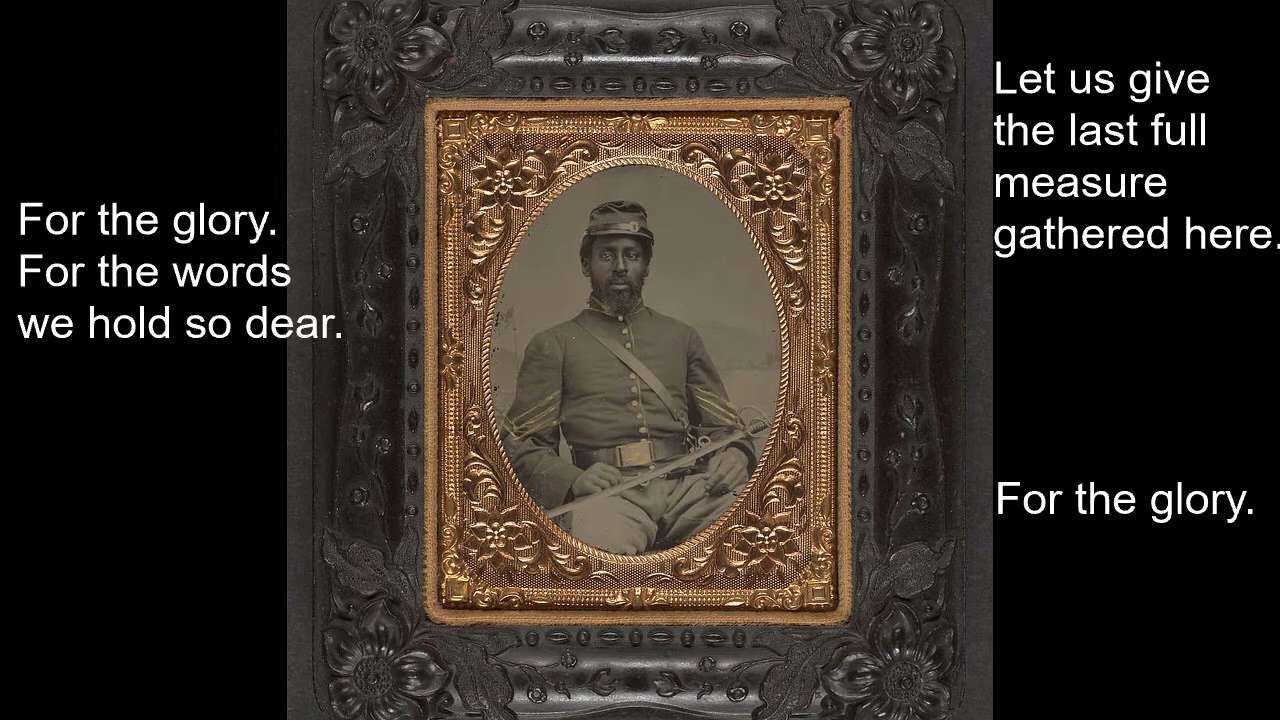 For the glory.
For the words
we hold so dear.
Let us give
the last full
measure
gathered here.
For the glory.